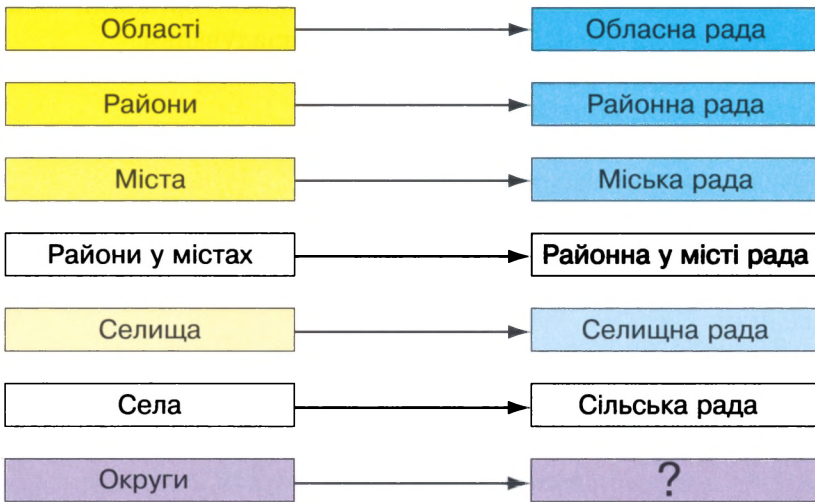 Області Обласна рада
Райони Районна рада
Міста Міська рада
Райони у містах Районна у місті рада
Селища Селищна рада
Села Сільська рада
Округи ?